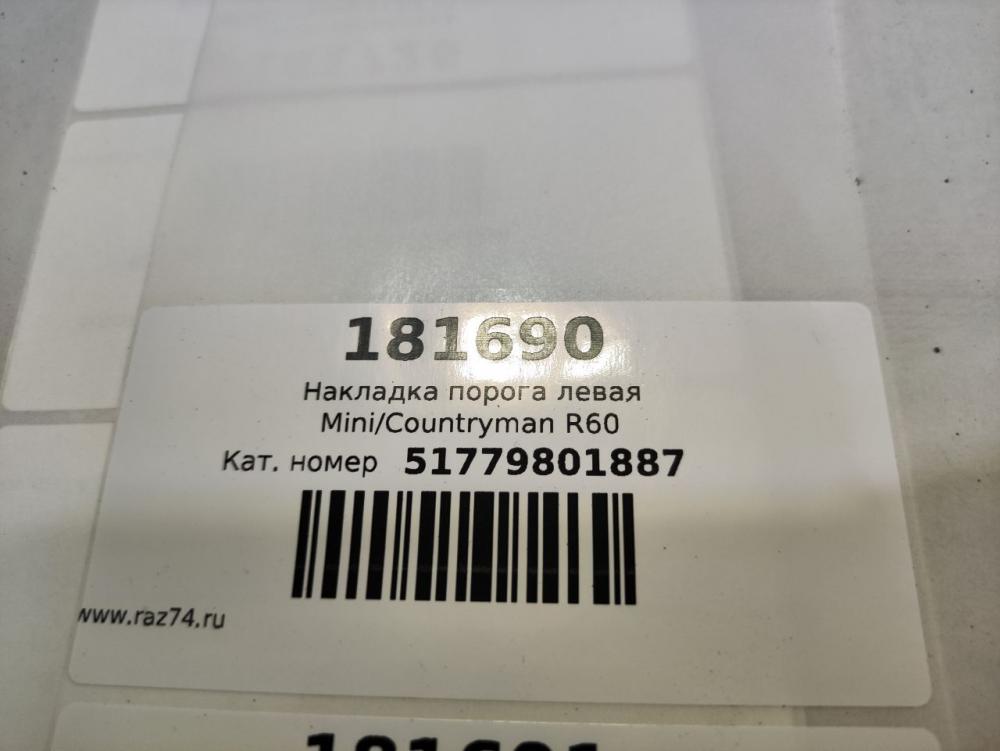 181690
Накладка порога левая
Mini/Countryman R60
Кат. номер 51779801887
www.raz74.ru